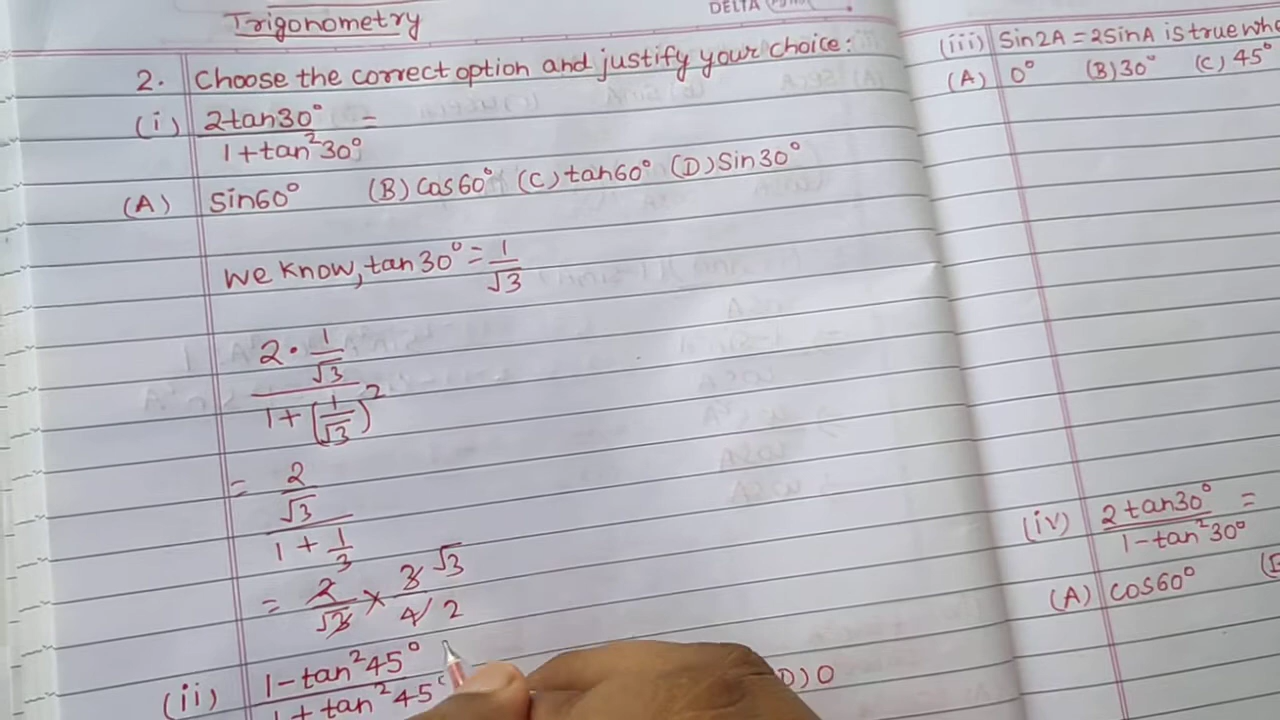 Trigonometry
DELTA
2. Choose the correct option and justify your choice:
(i) 2tan30° =
1+tan²30°
(A) Sin60° (B) Cos60° (C) tan60° (D) Sin30°
We know, tan30° = 1
√3
2 · 1
√3
1 + (1/√3)²
= 2
√3
1 + 1
3
= 2/√3 × 3 √3
4 2
(ii) 1-tan²45°
1+tan²45° D) 0
(iii) Sin2A = 2SinA is true
(A) 0° (B) 30° (C) 45°
(iv) 2tan30° =
1-tan²30°
(A) Cos60°